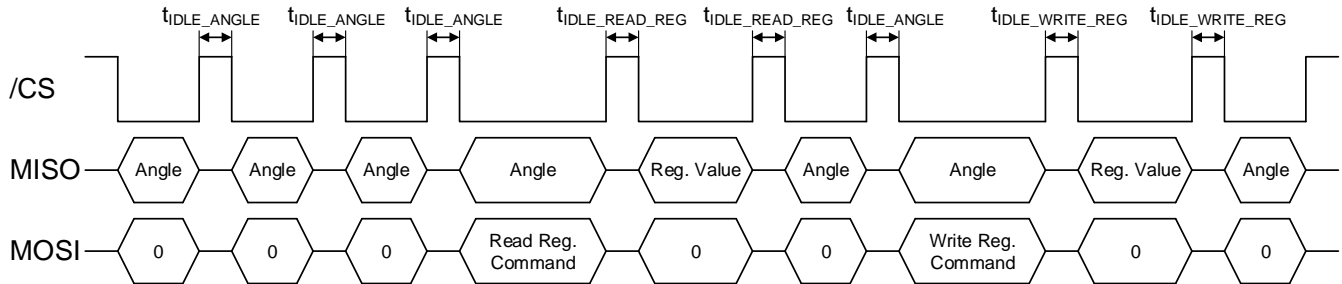 tIDLE_ANGLE tIDLE_ANGLE tIDLE_ANGLE tIDLE_READ_REG tIDLE_READ_REG tIDLE_ANGLE tIDLE_WRITE_REG tIDLE_WRITE_REG
/CS
MISO Angle Angle Angle Angle Reg. Value Angle Angle Reg. Value Angle
MOSI 0 0 0 Read Reg. Command 0 0 Write Reg. Command 0 0